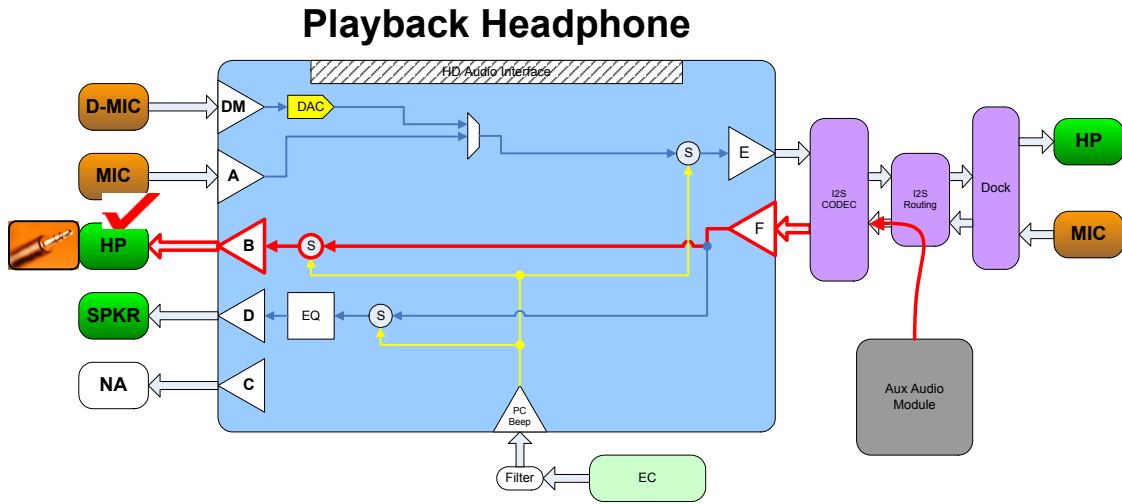 Playback Headphone
HD Audio Interface
D-MIC
DM
DAC
MIC
A
S
E
I2S
CODEC
I2S
Routing
Dock
HP
HP
B
S
F
MIC
SPKR
D
EQ
S
NA
C
PC
Beep
Aux Audio
Module
Filter
EC